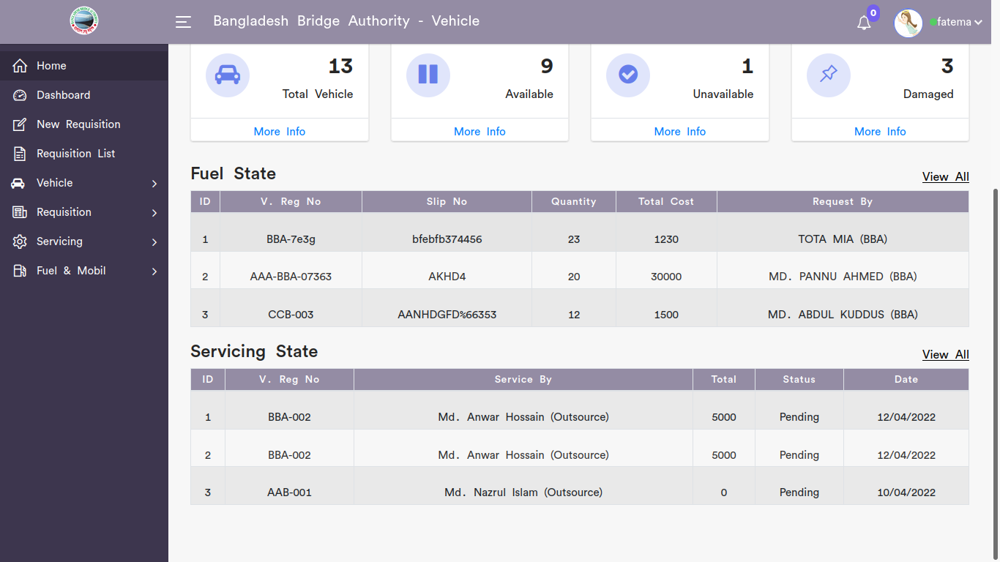 Bangladesh Bridge Authority - Vehicle
0
fatema
Home
Dashboard
New Requisition
Requisition List
Vehicle
Requisition
Servicing
Fuel & Mobil
13
Total Vehicle
More Info
9
Available
More Info
1
Unavailable
More Info
3
Damaged
More Info
Fuel State
View All
ID V. Reg No Slip No Quantity Total Cost Request By
1 BBA-7e3g bfebfb374456 23 1230 TOTA MIA (BBA)
2 AAA-BBA-07363 AKHD4 20 30000 MD. PANNU AHMED (BBA)
3 CCB-003 AANHDGFD%66353 12 1500 MD. ABDUL KUDDUS (BBA)
Servicing State
View All
ID V. Reg No Service By Total Status Date
1 BBA-002 Md. Anwar Hossain (Outsource) 5000 Pending 12/04/2022
2 BBA-002 Md. Anwar Hossain (Outsource) 5000 Pending 12/04/2022
3 AAB-001 Md. Nazrul Islam (Outsource) 0 Pending 10/04/2022